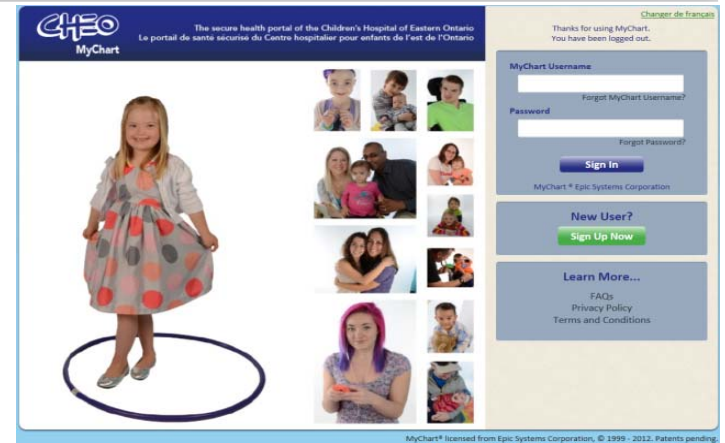 CHEO
MyChart
The secure health portal of the Children's Hospital of Eastern Ontario
Le portail de santé sécurisé du Centre hospitalier pour enfants de l'est de l'Ontario
Changer de français
Thanks for using MyChart.
You have been logged out.
MyChart Username
Forgot MyChart Username?
Password
Forgot Password?
Sign In
MyChart ® Epic Systems Corporation
New User?
Sign Up Now
Learn More...
FAQs
Privacy Policy
Terms and Conditions
MyChart® licensed from Epic Systems Corporation, © 1999 - 2012. Patents pending.